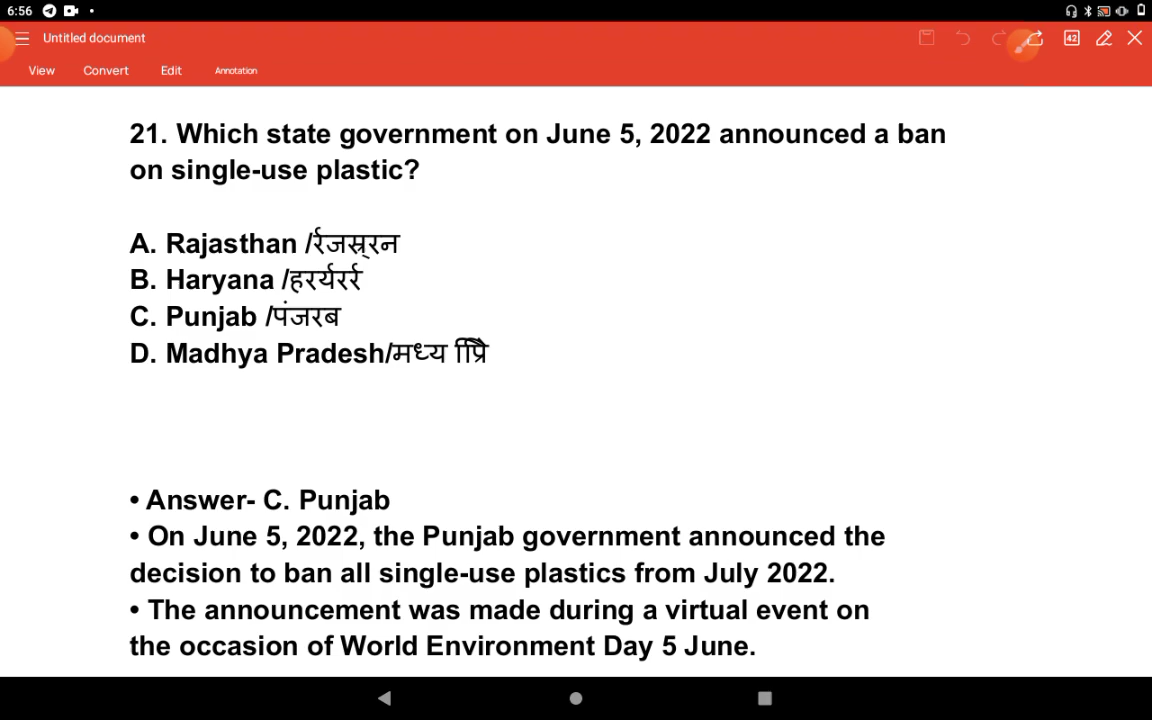 6:56
Untitled document
42
View Convert Edit Annotation
21. Which state government on June 5, 2022 announced a ban
on single-use plastic?
A. Rajasthan /र्रजस्र्रन
B. Haryana /हरर्यरर्र
C. Punjab /पंजरब
D. Madhya Pradesh/मध्य
• Answer- C. Punjab
• On June 5, 2022, the Punjab government announced the
decision to ban all single-use plastics from July 2022.
• The announcement was made during a virtual event on
the occasion of World Environment Day 5 June.